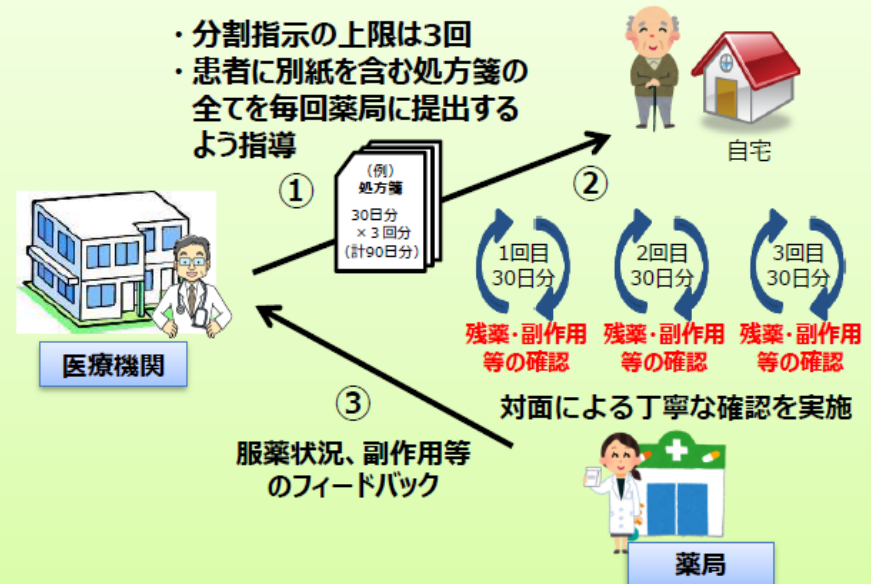 ・分割指示の上限は3回
・患者に別紙を含む処方箋の
全てを毎回薬局に提出する
よう指導
①
(例)
処方箋
30日分
×3回分
(計90日分)
②
自宅
1回目
30日分
2回目
30日分
3回目
30日分
残薬・副作用
等の確認
残薬・副作用
等の確認
残薬・副作用
等の確認
医療機関
③
対面による丁寧な確認を実施
服薬状況、副作用等
のフィードバック
薬局